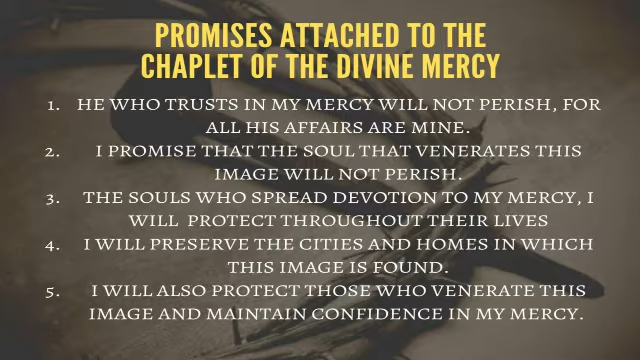 PROMISES ATTACHED TO THE
CHAPLET OF THE DIVINE MERCY
1. HE WHO TRUSTS IN MY MERCY WILL NOT PERISH, FOR
ALL HIS AFFAIRS ARE MINE.
2. I PROMISE THAT THE SOUL THAT VENERATES THIS
IMAGE WILL NOT PERISH.
3. THE SOULS WHO SPREAD DEVOTION TO MY MERCY, I
WILL PROTECT THROUGHOUT THEIR LIVES
4. I WILL PRESERVE THE CITIES AND HOMES IN WHICH
THIS IMAGE IS FOUND.
5. I WILL ALSO PROTECT THOSE WHO VENERATE THIS
IMAGE AND MAINTAIN CONFIDENCE IN MY MERCY.